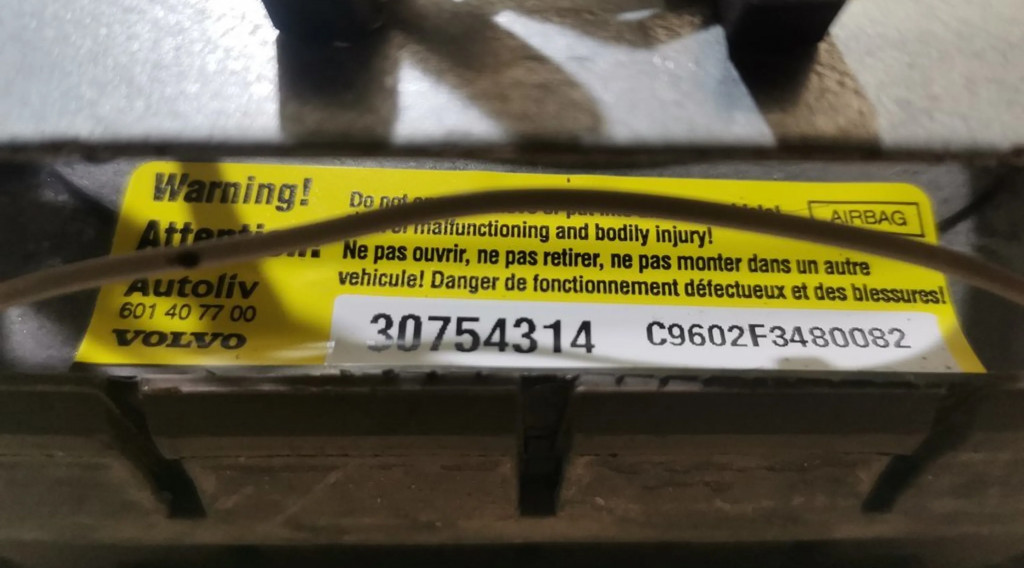 Warning!
Do not
AIRBAG
malfunctioning and bodily injury!
Ne pas ouvrir, ne pas retirer, ne pas monter dans un autre
vehicule! Danger de fonctionnement défectueux et des blessures!
Autoliv
601 40 77 00
VOLVO
30754314
C9602F3480082